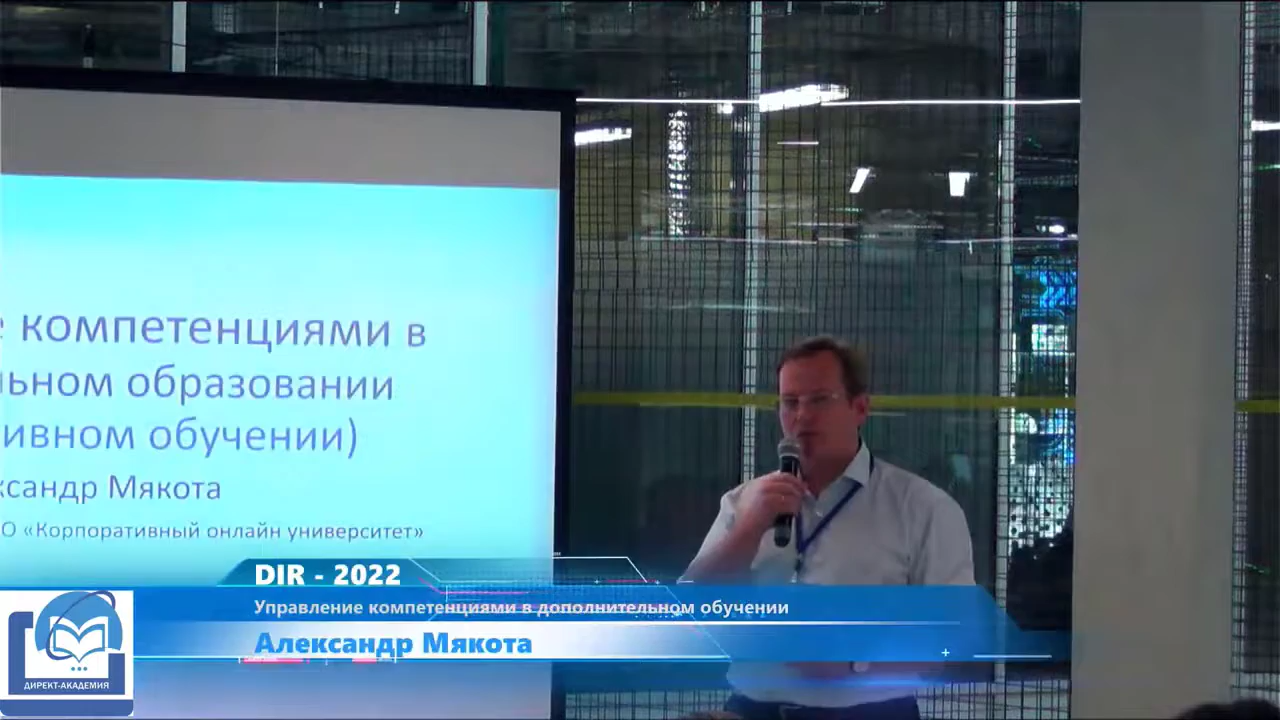 компетенциями в
льном образовании
ивном обучении)
ксандр Мякота
О «Корпоративный онлайн университет»
DIR - 2022
Управление компетенциями в дополнительном обучении
Александр Мякота
ДИРЕКТ-АКАДЕМИЯ